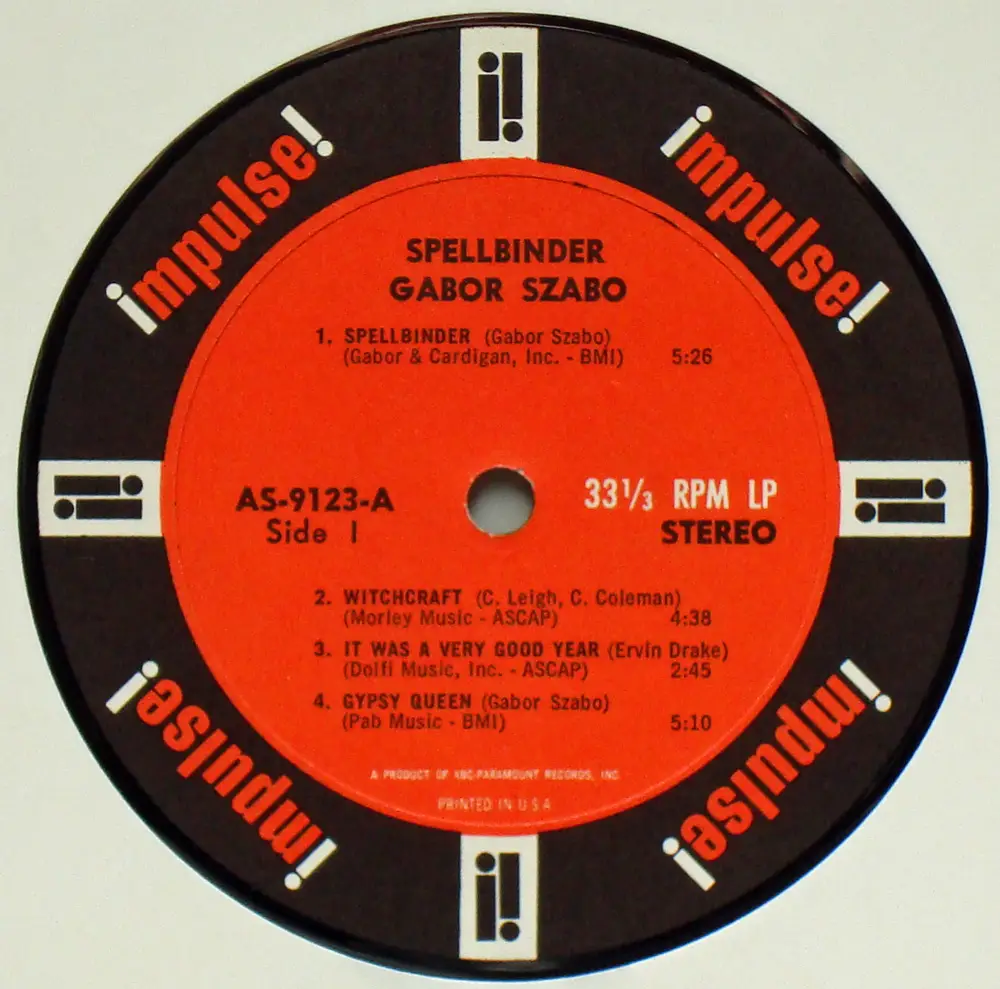 impulse!
impulse!
SPELLBINDER
GABOR SZABO
1. SPELLBINDER (Gabor Szabo)
(Gabor & Cardigan, Inc. - BMI) 5:26
AS-9123-A
Side I
33 1/3 RPM LP
STEREO
2. WITCHCRAFT (C. Leigh, C. Coleman)
(Morley Music - ASCAP) 4:38
3. IT WAS A VERY GOOD YEAR (Ervin Drake)
(Dolfi Music, Inc. - ASCAP) 2:45
4. GYPSY QUEEN (Gabor Szabo)
(Pab Music - BMI) 5:10
A PRODUCT OF ABC-PARAMOUNT RECORDS, INC.
PRINTED IN U S A
impulse!
impulse!